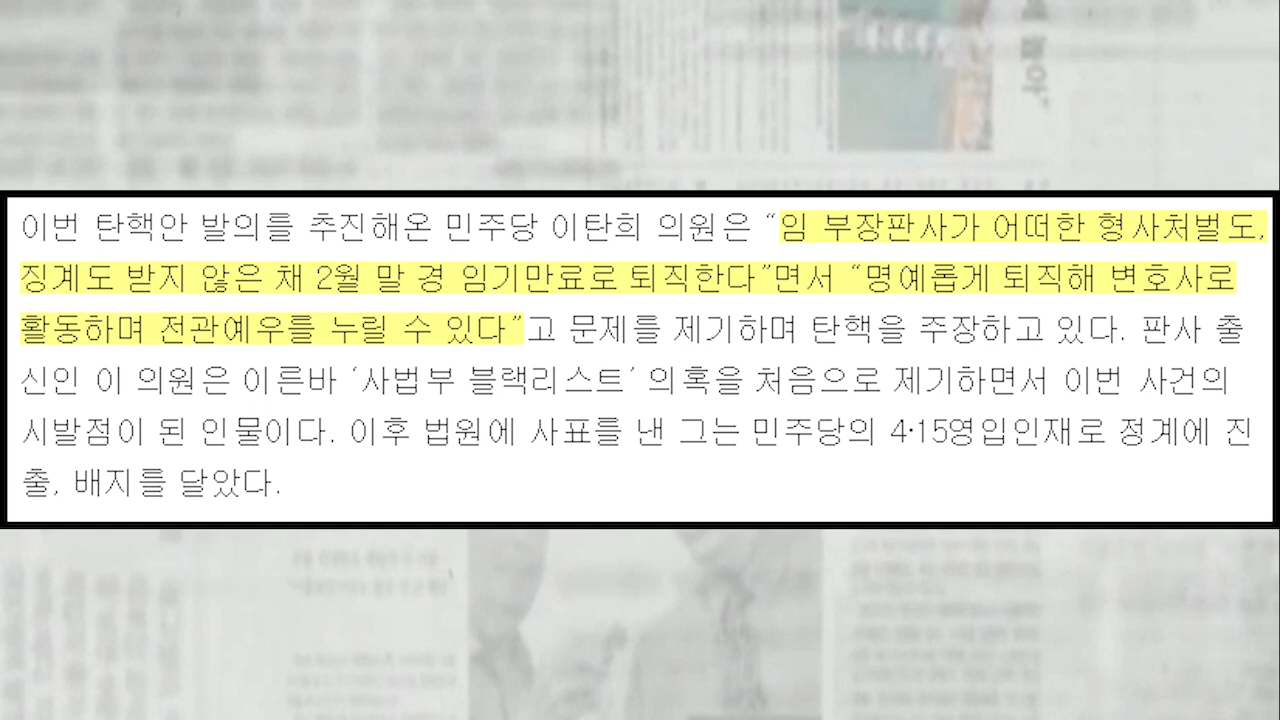 이번 탄핵안 발의를 추진해온 민주당 이탄희 의원은 “임 부장판사가 어떠한 형사처벌도,
징계도 받지 않은 채 2월 말 경 임기만료로 퇴직한다”면서 “명예롭게 퇴직해 변호사로
활동하며 전관예우를 누릴 수 있다”고 문제를 제기하며 탄핵을 주장하고 있다. 판사 출
신인 이 의원은 이른바 ‘사법부 블랙리스트’ 의혹을 처음으로 제기하면서 이번 사건의
시발점이 된 인물이다. 이후 법원에 사표를 낸 그는 민주당의 4·15영입인재로 정계에 진
출, 배지를 달았다.